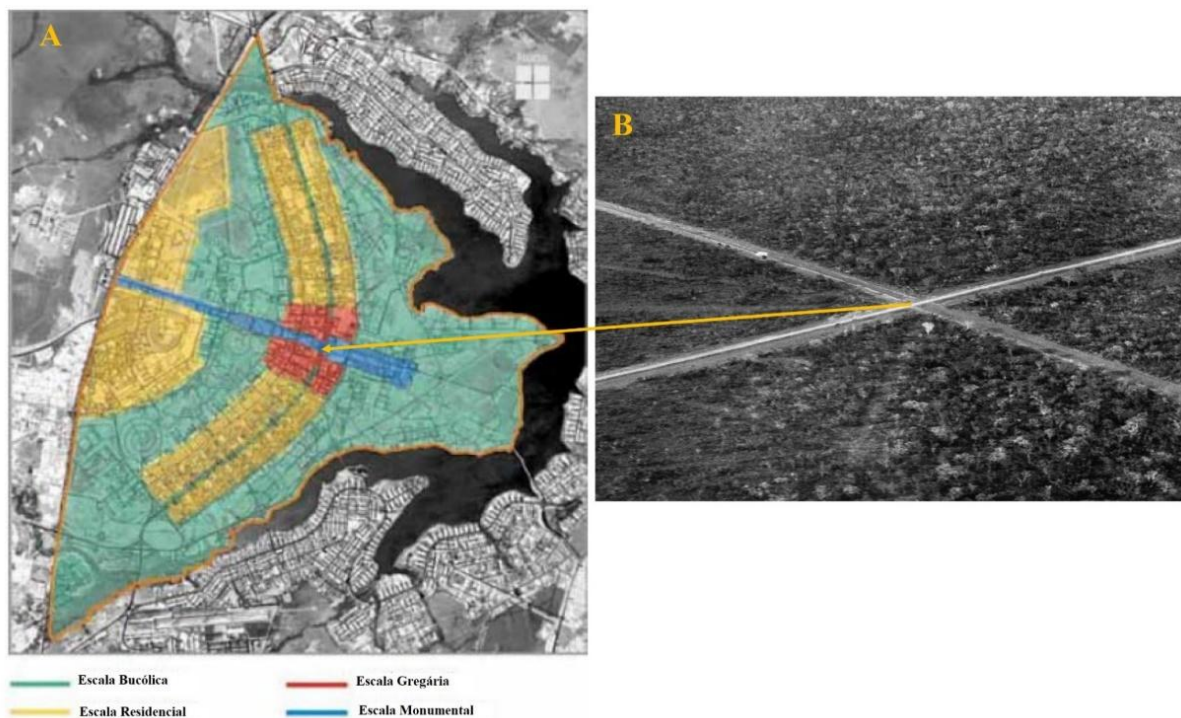 A
B
Escala Bucólica
Escala Gregária
Escala Residencial
Escala Monumental